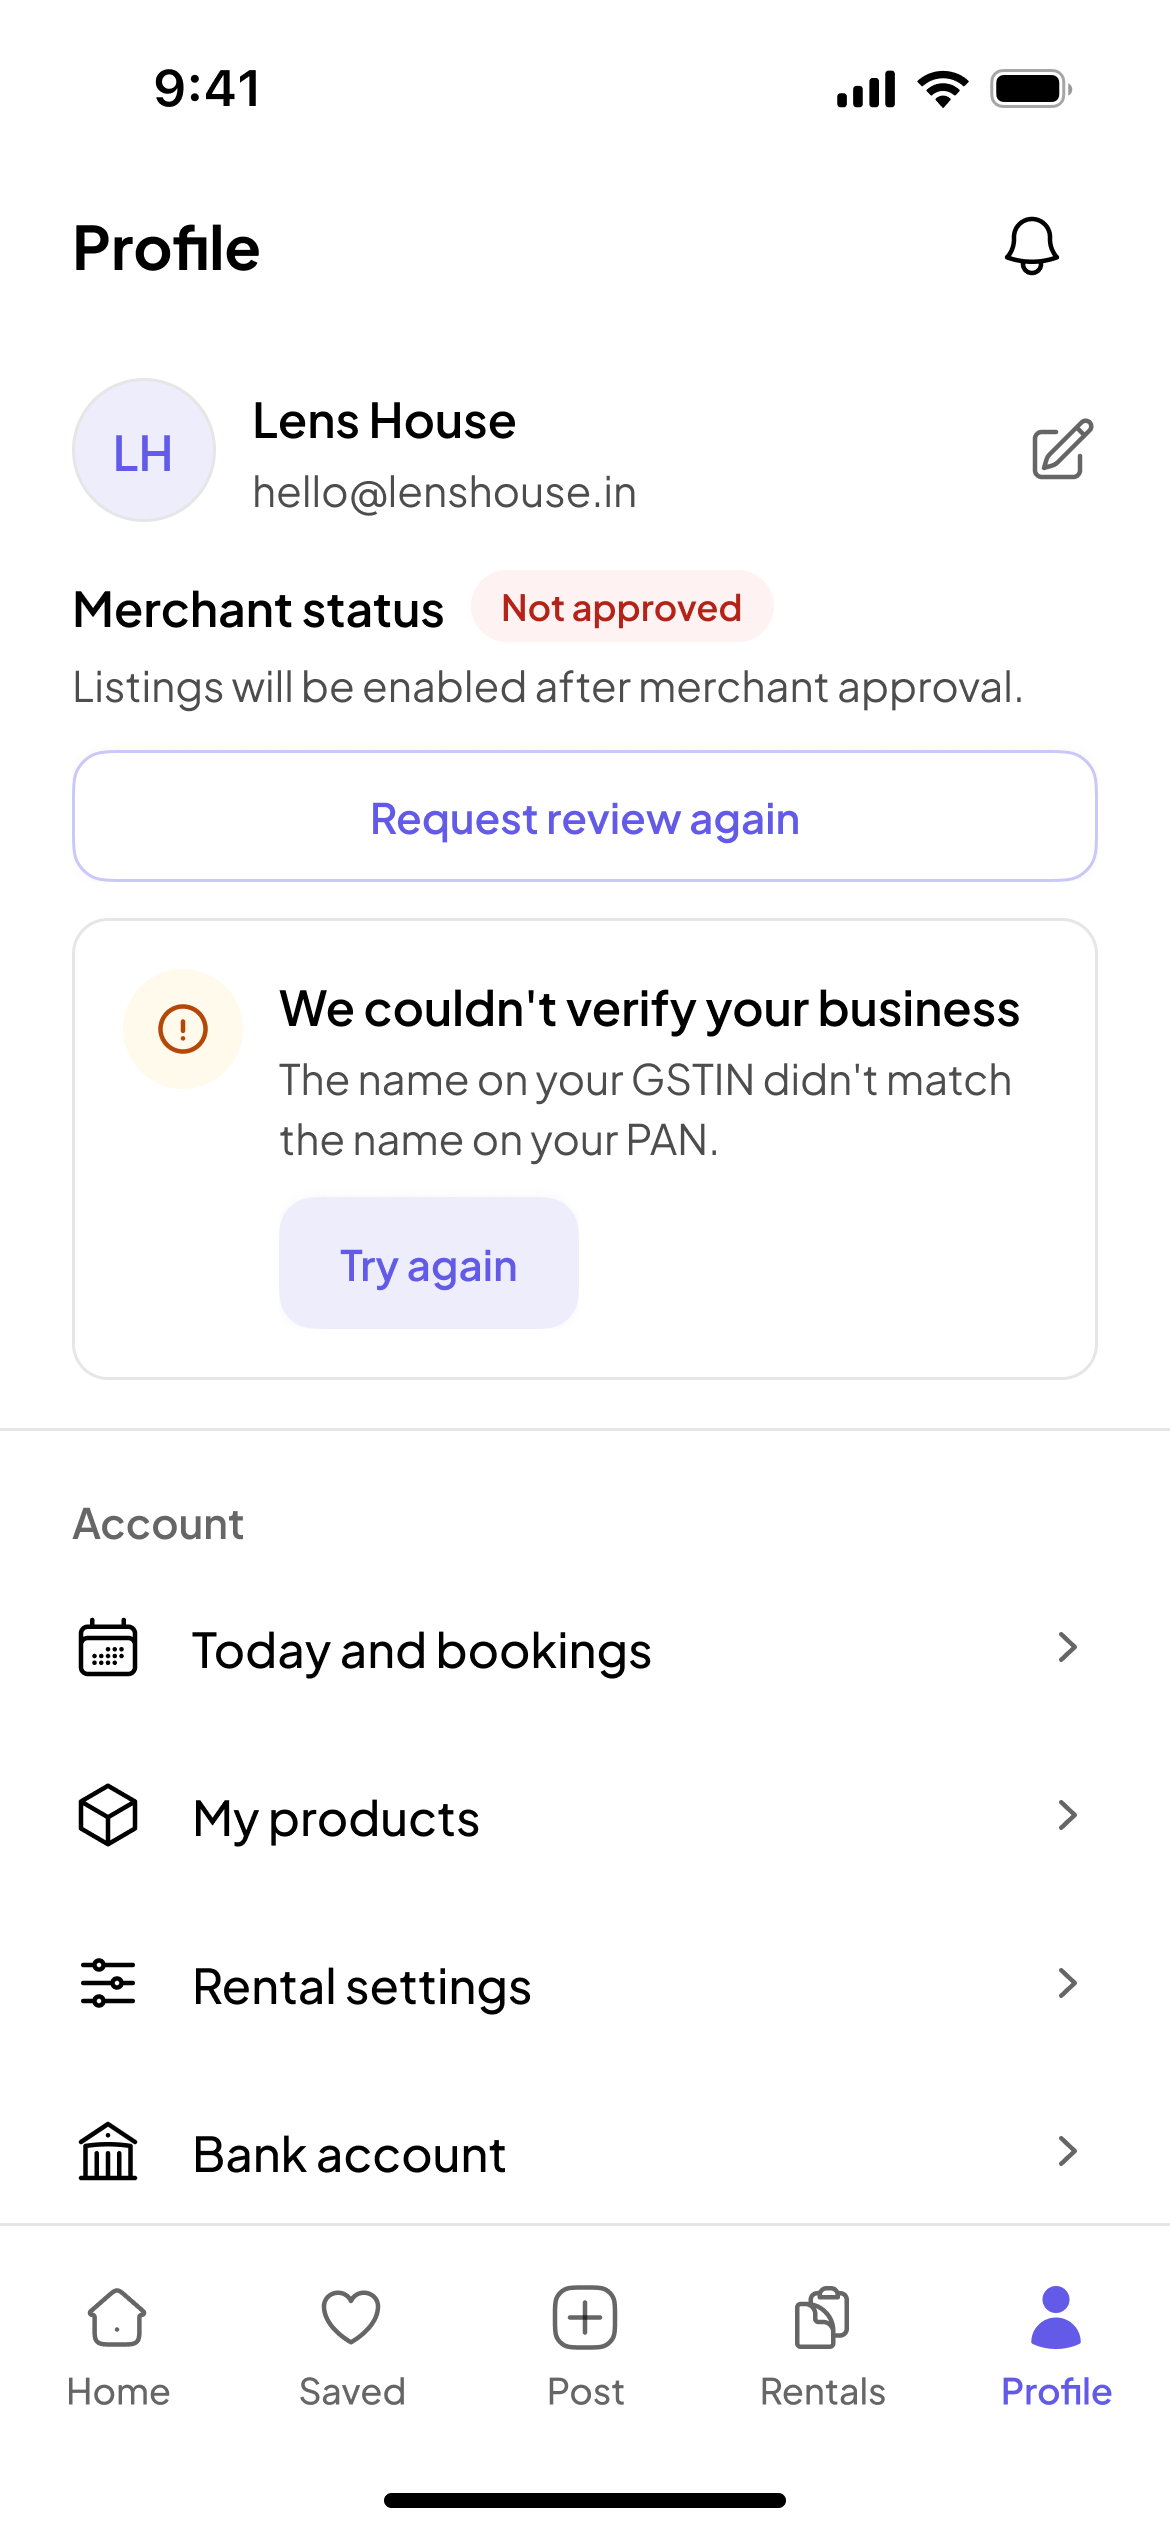 9:41
Profile
LH
Lens House
hello@lenshouse.in
Merchant status
Not approved
Listings will be enabled after merchant approval.
Request review again
We couldn't verify your business
The name on your GSTIN didn't match
the name on your PAN.
Try again
Account
Today and bookings
My products
Rental settings
Bank account
Home
Saved
Post
Rentals
Profile